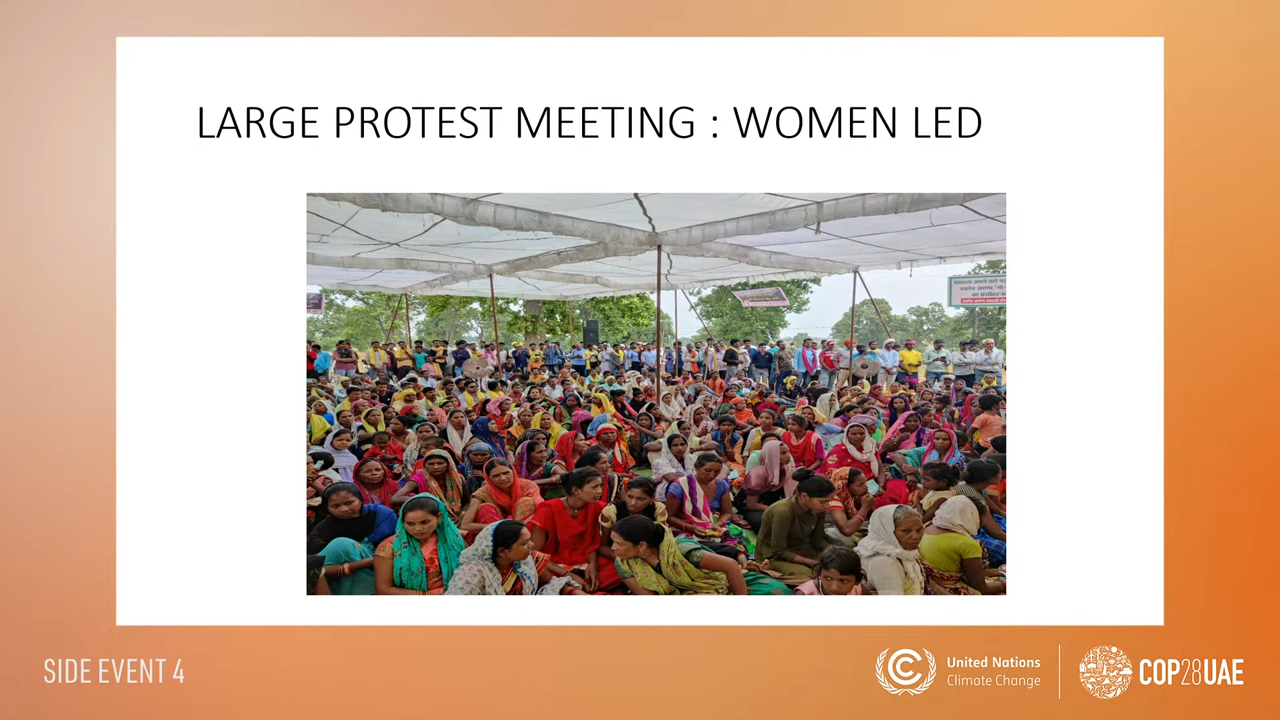 LARGE PROTEST MEETING : WOMEN LED
SIDE EVENT 4
United Nations
Climate Change
COP28UAE